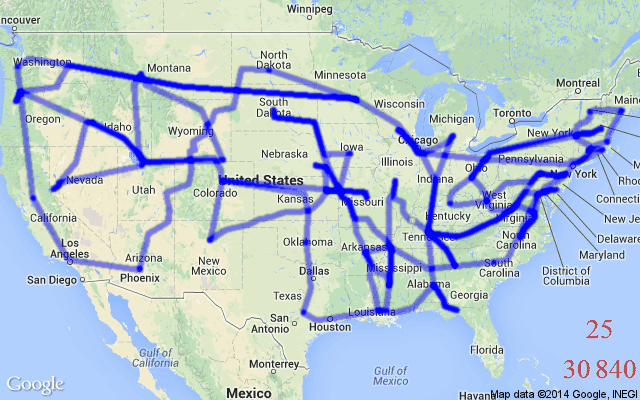 Winnipeg
Vancouver
Washington
Montana
North
Dakota
Minnesota
Montreal
Maine
Oregon
Idaho
Wyoming
South
Dakota
Wisconsin
Michigan
Toronto
New York
Chicago
Iowa
Nebraska
Illinois
Indiana
Ohio
Pennsylvania
New York
Rhode
Connecticut
New Jersey
Nevada
Utah
Colorado
United States
Kansas
Missouri
West
Virginia
Kentucky
Virginia
Delaware
Maryland
California
Los
Angeles
San Diego
Arizona
Phoenix
New
Mexico
Oklahoma
Arkansas
Tennessee
North
Carolina
South
Carolina
District of
Columbia
Dallas
Mississippi
Alabama
Georgia
Texas
San
Antonio
Houston
Louisiana
Florida
Gulf of
California
Monterrey
Gulf of
Mexico
Mexico
Havana
25
30 840
Google
Map data ©2014 Google, INEGI